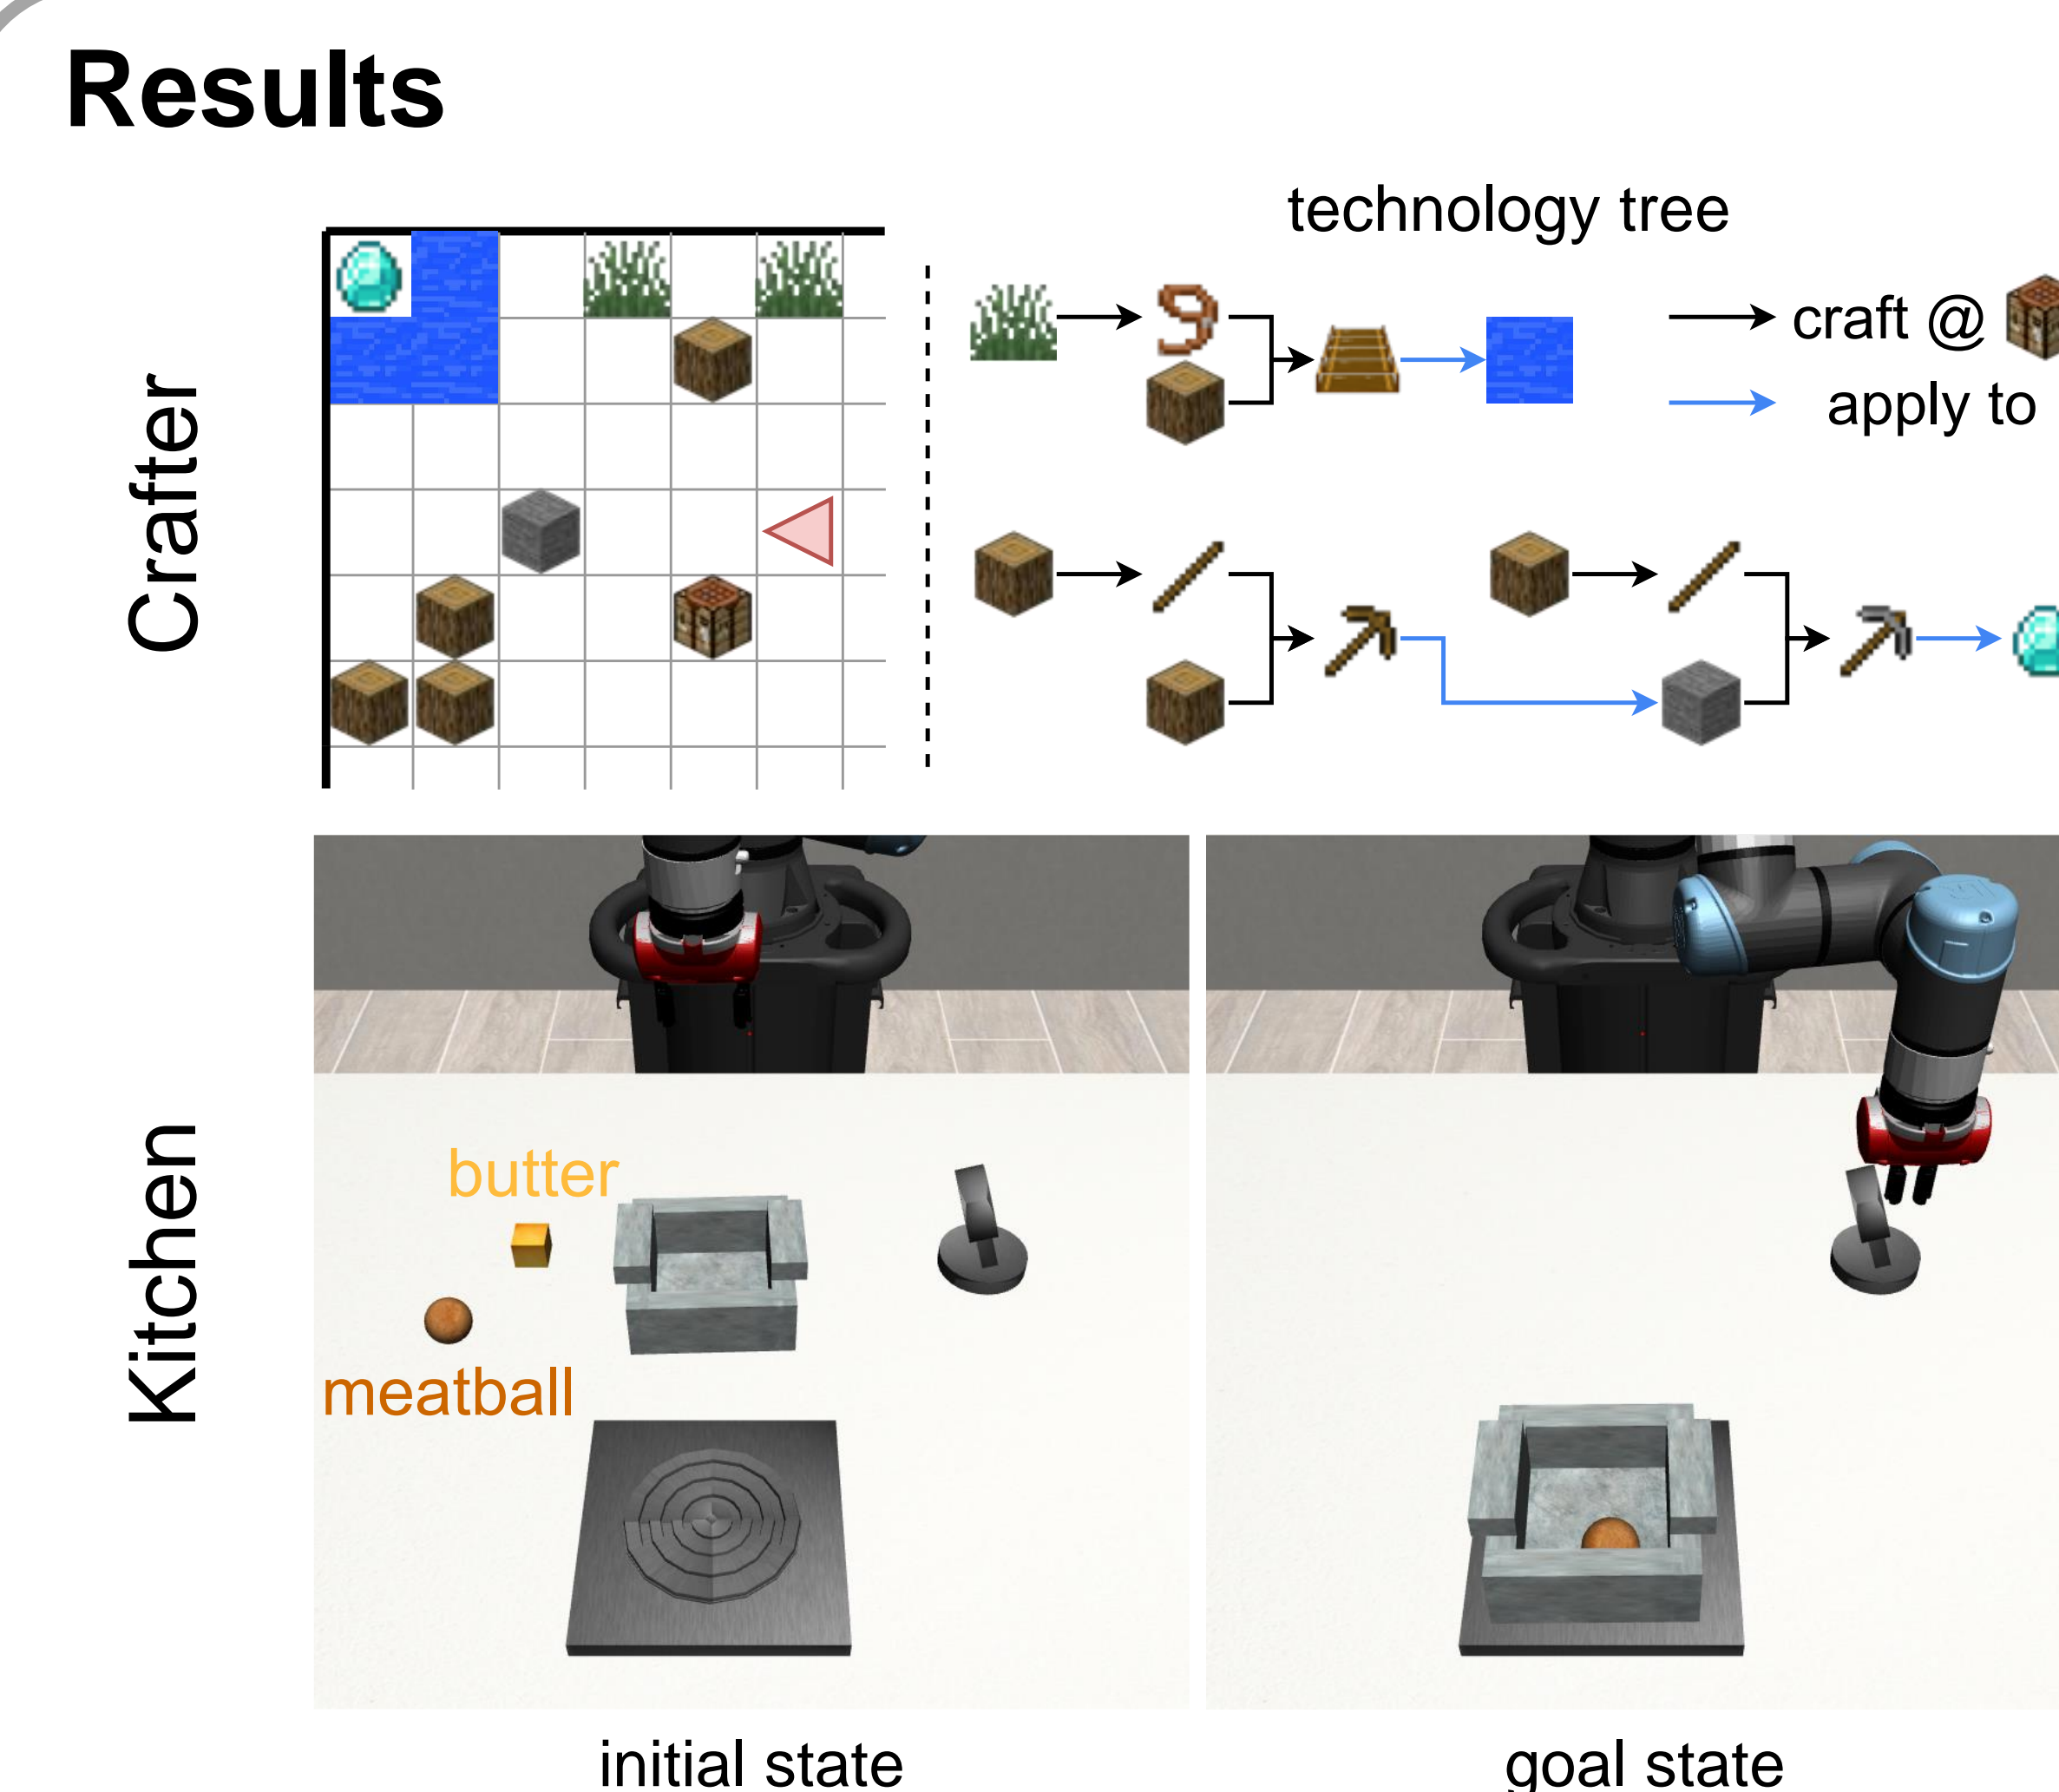 Results
Crafter
technology tree
craft @
apply to
Kitchen
butter
meatball
initial state
goal state